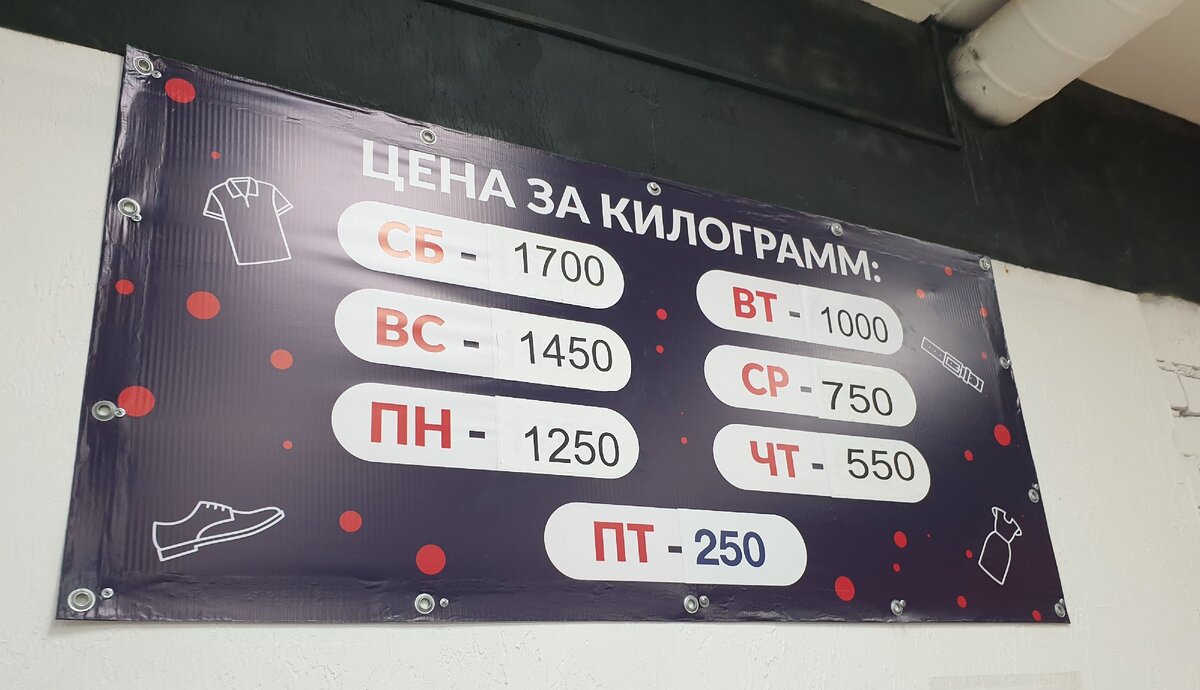 ЦЕНА ЗА КИЛОГРАММ:
СБ - 1700
ВС - 1450
ПН - 1250
ВТ - 1000
СР - 750
ЧТ - 550
ПТ - 250